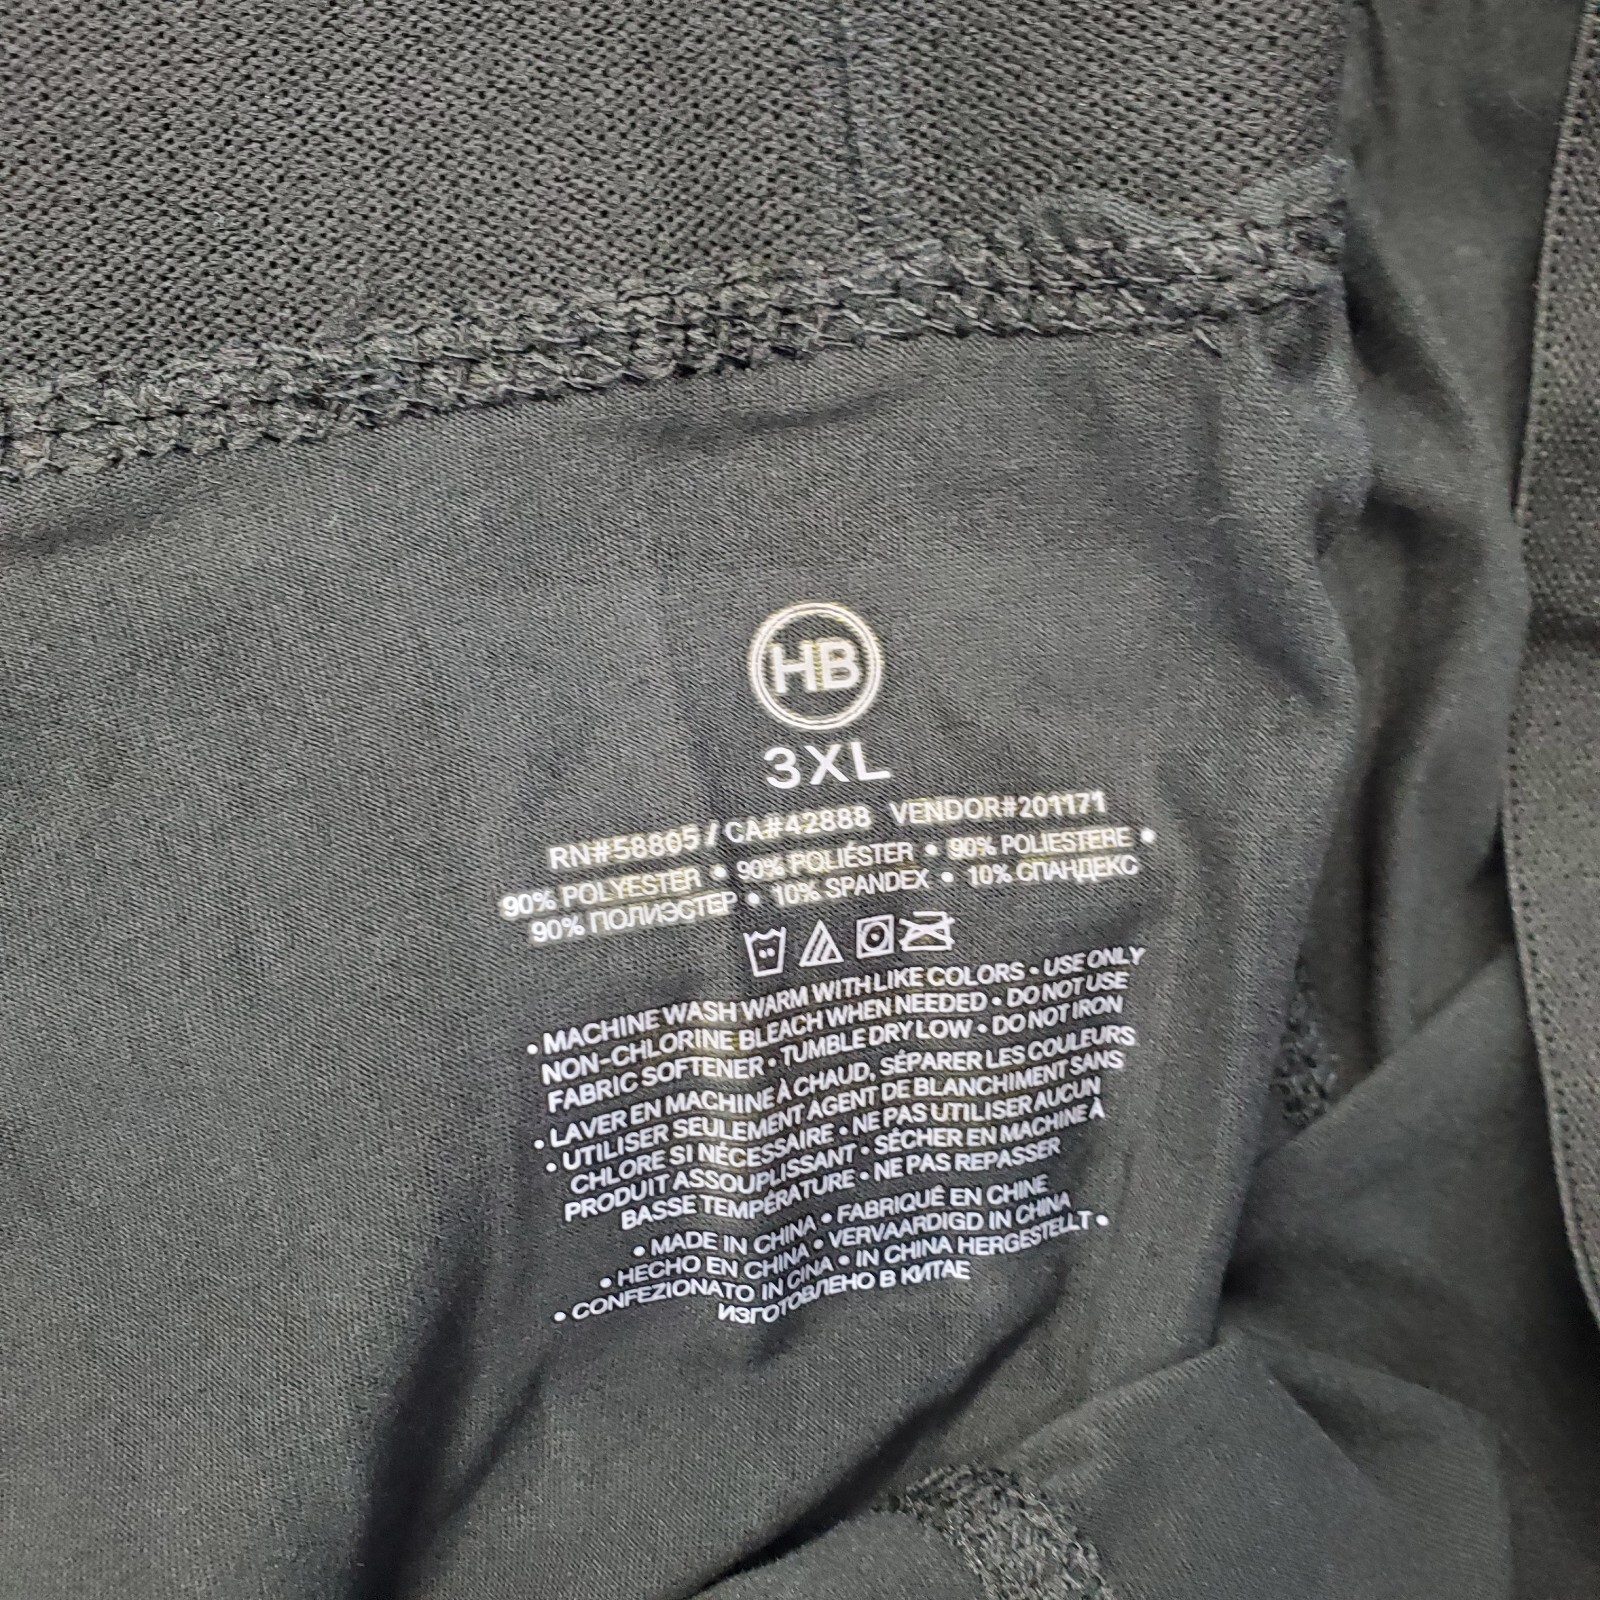 HB
3XL
RN#58805 / CA#42888 VENDOR#201171
90% POLYESTER • 90% POLIÉSTER • 90% POLIESTERE •
90% ПОЛИЭСТЕР • 10% SPANDEX • 10% СПАНДЕКС
• MACHINE WASH WARM WITH LIKE COLORS • USE ONLY
NON-CHLORINE BLEACH WHEN NEEDED • DO NOT USE
FABRIC SOFTENER • TUMBLE DRY LOW • DO NOT IRON
• LAVER EN MACHINE À CHAUD, SÉPARER LES COULEURS
• UTILISER SEULEMENT AGENT DE BLANCHIMENT SANS
CHLORE SI NÉCESSAIRE • NE PAS UTILISER AUCUN
PRODUIT ASSOUPLISSANT • SÉCHER EN MACHINE À
BASSE TEMPÉRATURE • NE PAS REPASSER
• MADE IN CHINA • FABRIQUÉ EN CHINE
• HECHO EN CHINA • VERVAARDIGD IN CHINA
• CONFEZIONATO IN CINA • IN CHINA HERGESTELLT •
ИЗГОТОВЛЕНО В КИТАЕ